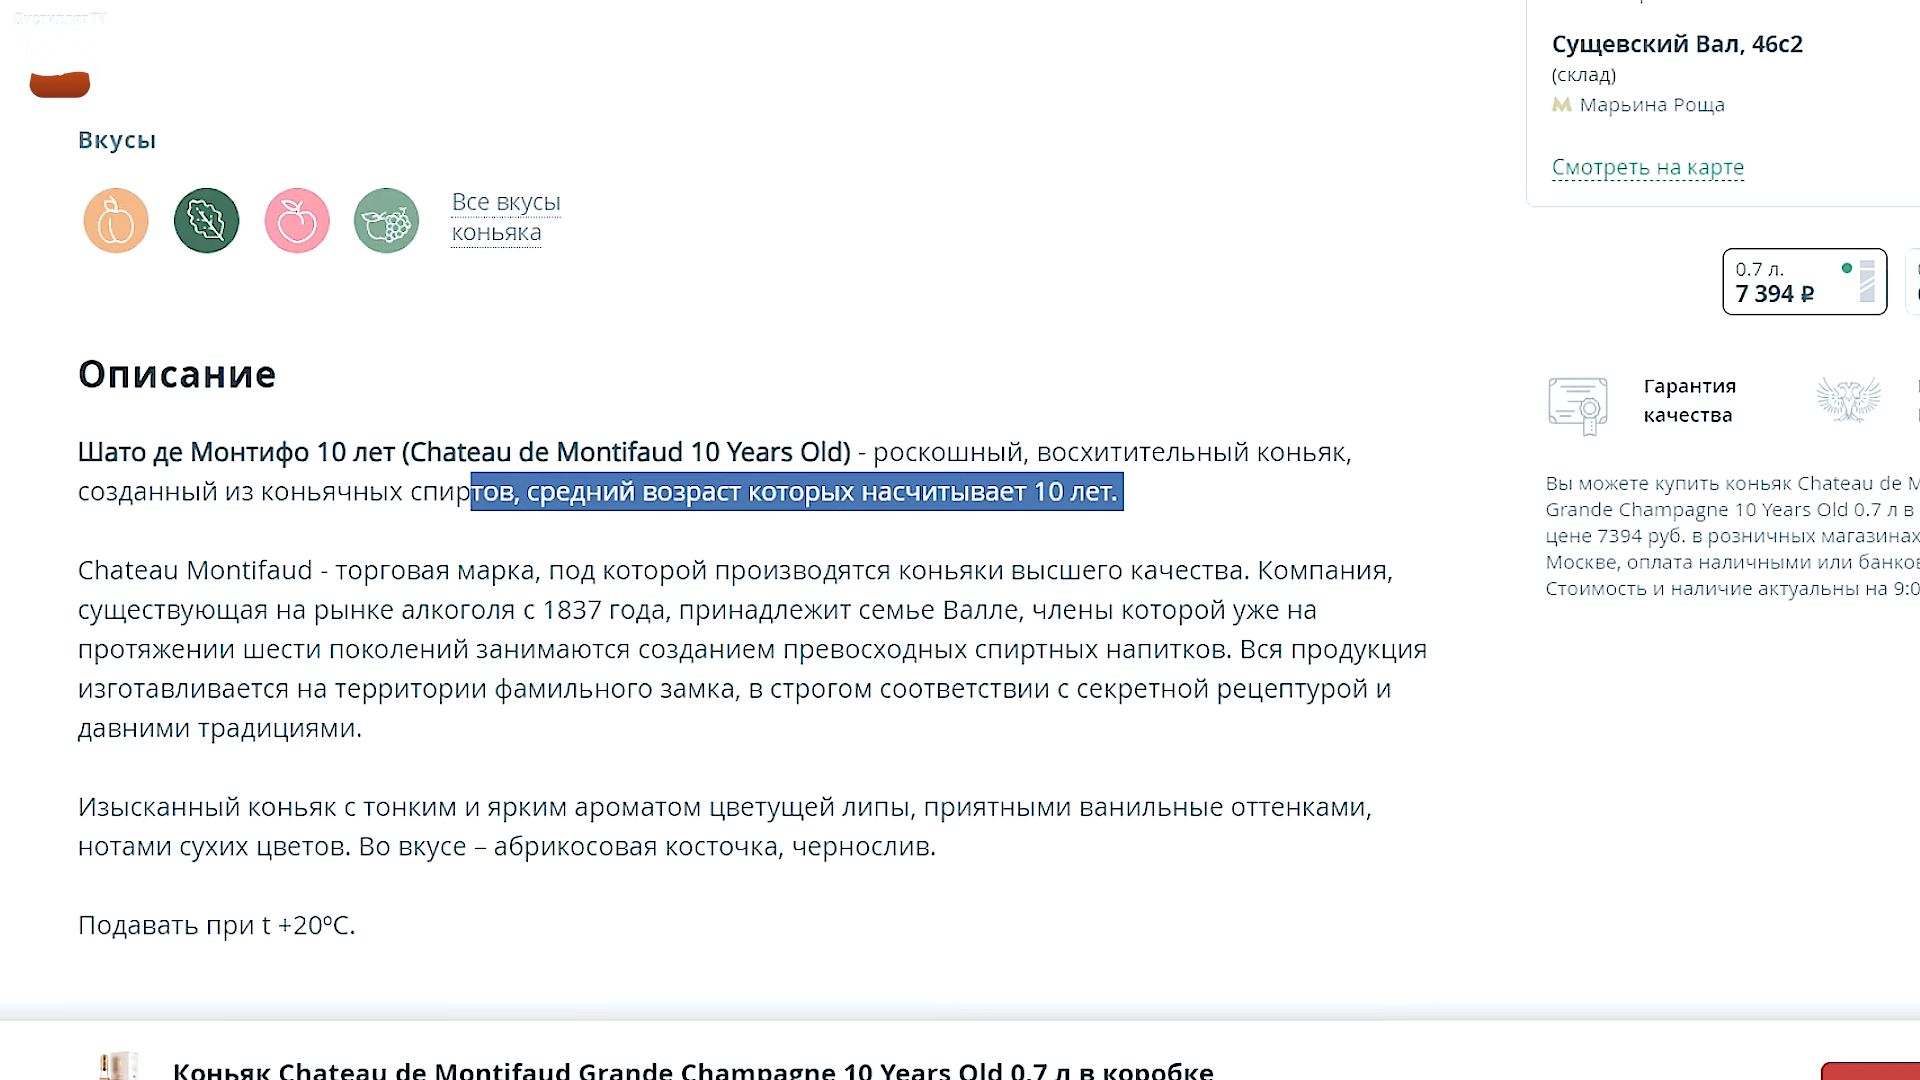 Дистиллят TV
Вкусы
Все вкусы
коньяка
Описание
Шато де Монтифо 10 лет (Chateau de Montifaud 10 Years Old) - роскошный, восхитительный коньяк,
созданный из коньячных спиртов, средний возраст которых насчитывает 10 лет.
Chateau Montifaud - торговая марка, под которой производятся коньяки высшего качества. Компания,
существующая на рынке алкоголя с 1837 года, принадлежит семье Валле, члены которой уже на
протяжении шести поколений занимаются созданием превосходных спиртных напитков. Вся продукция
изготавливается на территории фамильного замка, в строгом соответствии с секретной рецептурой и
давними традициями.
Изысканный коньяк с тонким и ярким ароматом цветущей липы, приятными ванильные оттенками,
нотами сухих цветов. Во вкусе – абрикосовая косточка, чернослив.
Подавать при t +20ºС.
Сущевский Вал, 46с2
(склад)
Марьина Роща
Смотреть на карте
0.7 л.
7 394 ₽
Гарантия
качества
Вы можете купить коньяк Chateau de M
Grande Champagne 10 Years Old 0.7 л в
цене 7394 руб. в розничных магазинах
Москве, оплата наличными или банков
Стоимость и наличие актуальны на 9:0
Коньяк Chateau de Montifaud Grande Champagne 10 Years Old 0.7 л в коробке